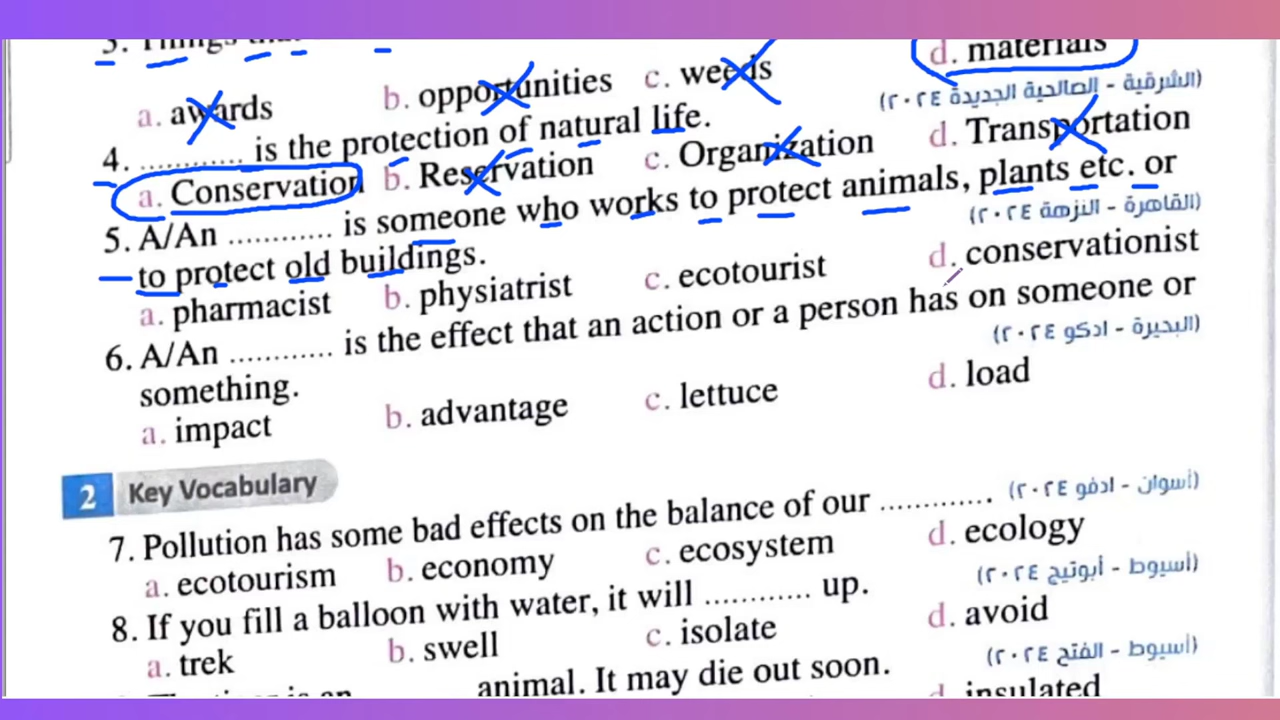 3. Things that
a. awards b. opportunities c. weeds d. materials
(الشرقية - الصالحية الجديدة ٢٠٢٤)
4. ............ is the protection of natural life.
a. Conservation b. Reservation c. Organization d. Transportation
5. A/An ............ is someone who works to protect animals, plants etc. or
to protect old buildings. (القاهرة - النزهة ٢٠٢٤)
a. pharmacist b. physiatrist c. ecotourist d. conservationist
6. A/An ............ is the effect that an action or a person has on someone or
something. (البحيرة - ادكو ٢٠٢٤)
a. impact b. advantage c. lettuce d. load
2 Key Vocabulary
7. Pollution has some bad effects on the balance of our ............ (أسوان - ادفو ٢٠٢٤)
a. ecotourism b. economy c. ecosystem d. ecology
8. If you fill a balloon with water, it will ............ up. (أسيوط - أبوتيج ٢٠٢٤)
a. trek b. swell c. isolate d. avoid
animal. It may die out soon. (أسيوط - الفتح ٢٠٢٤)
d. insulated